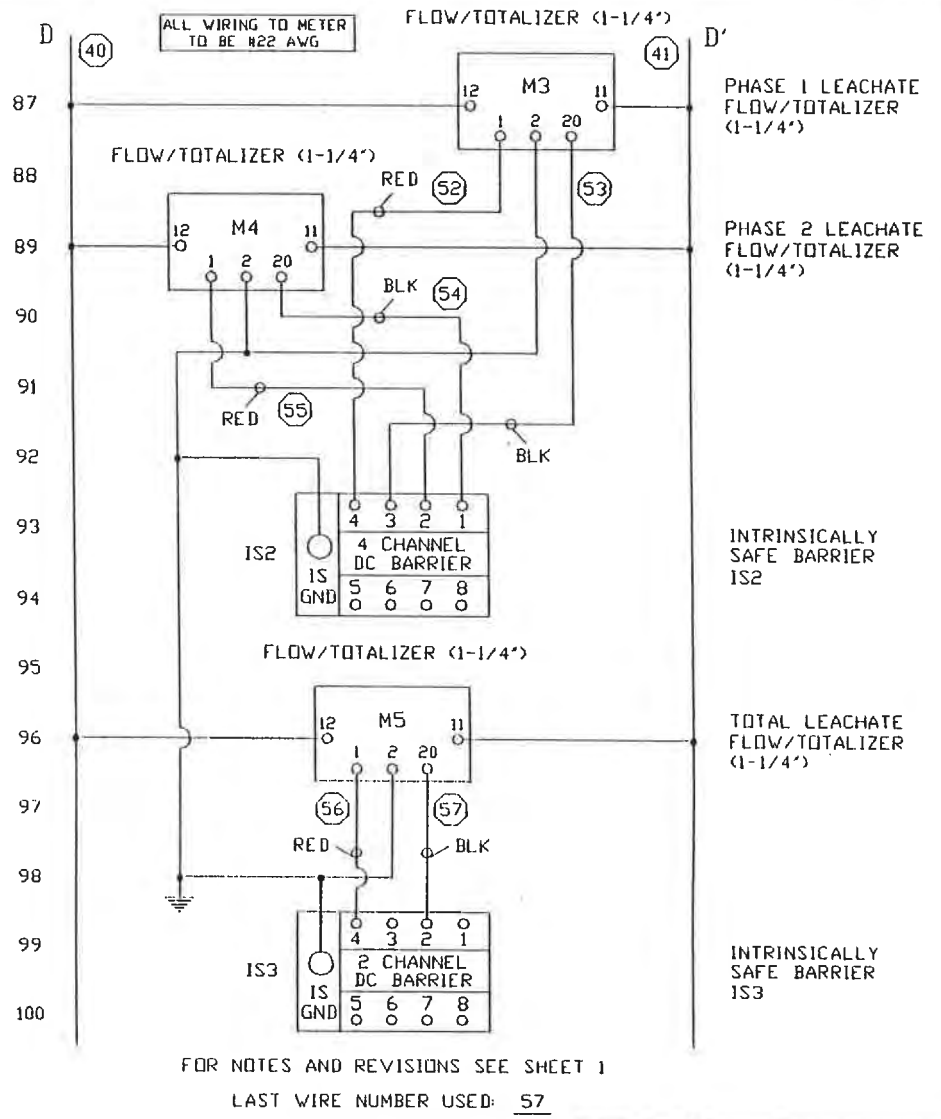 FLOW/TOTALIZER (1-1/4")
D
ALL WIRING TO METER
TO BE #22 AWG
D'
40
41
M3
12
11
1 2 20
87
PHASE 1 LEACHATE
FLOW/TOTALIZER
(1-1/4")
FLOW/TOTALIZER (1-1/4")
88
RED
52
53
M4
12
11
1 2 20
89
PHASE 2 LEACHATE
FLOW/TOTALIZER
(1-1/4")
BLK
54
90
91
RED
55
BLK
92
93
IS2
IS
GND
4 3 2 1
4 CHANNEL
DC BARRIER
5 6 7 8
INTRINSICALLY
SAFE BARRIER
IS2
94
95
FLOW/TOTALIZER (1-1/4")
M5
12
11
1 2 20
96
TOTAL LEACHATE
FLOW/TOTALIZER
(1-1/4")
97
56
57
RED
BLK
98
99
IS3
IS
GND
4 3 2 1
2 CHANNEL
DC BARRIER
5 6 7 8
INTRINSICALLY
SAFE BARRIER
IS3
100
FOR NOTES AND REVISIONS SEE SHEET 1
LAST WIRE NUMBER USED: 57